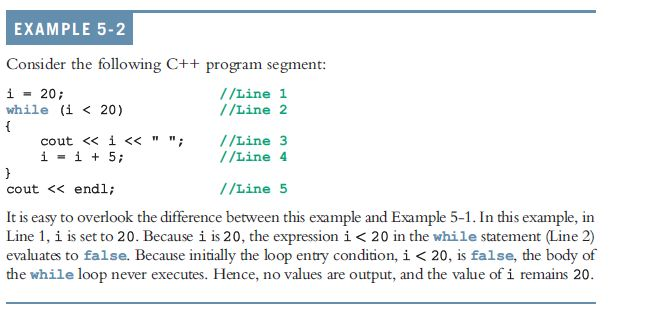 EXAMPLE 5-2
Consider the following C++ program segment:
i = 20; //Line 1
while (i < 20) //Line 2
{
cout << i << " "; //Line 3
i = i + 5; //Line 4
}
cout << endl; //Line 5
It is easy to overlook the difference between this example and Example 5-1. In this example, in
Line 1, i is set to 20. Because i is 20, the expression i < 20 in the while statement (Line 2)
evaluates to false. Because initially the loop entry condition, i < 20, is false, the body of
the while loop never executes. Hence, no values are output, and the value of i remains 20.